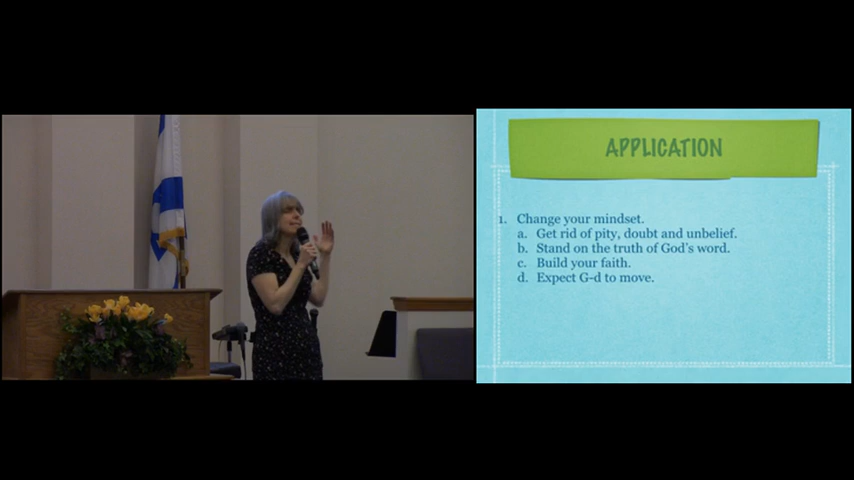 APPLICATION
1. Change your mindset.
a. Get rid of pity, doubt and unbelief.
b. Stand on the truth of God's word.
c. Build your faith.
d. Expect G-d to move.